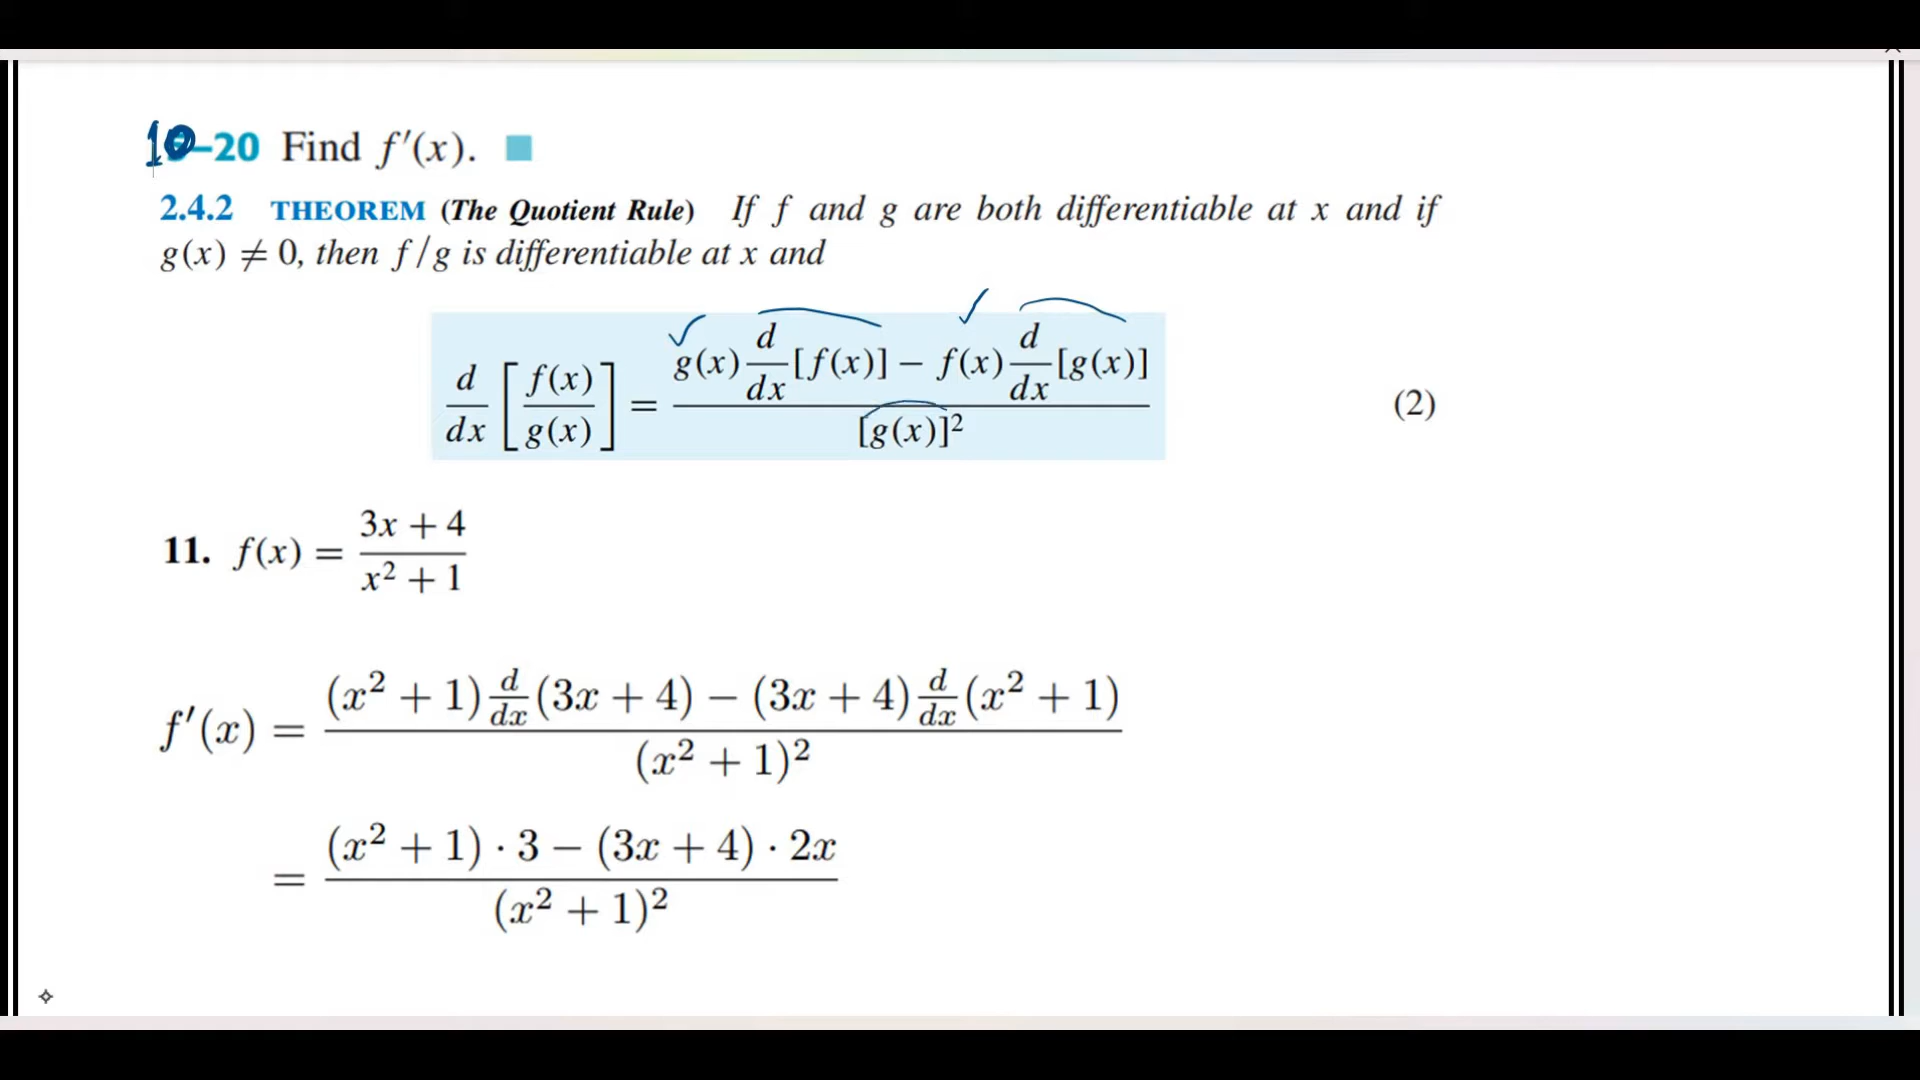 10–20 Find f′(x).
2.4.2 THEOREM (The Quotient Rule) If f and g are both differentiable at x and if
g(x) ≠ 0, then f/g is differentiable at x and
d/dx [f(x)/g(x)] = (g(x) d/dx [f(x)] − f(x) d/dx [g(x)]) / [g(x)]² (2)
11. f(x) = (3x + 4) / (x² + 1)
f′(x) = ((x² + 1) d/dx (3x + 4) − (3x + 4) d/dx (x² + 1)) / (x² + 1)²
= ((x² + 1) · 3 − (3x + 4) · 2x) / (x² + 1)²